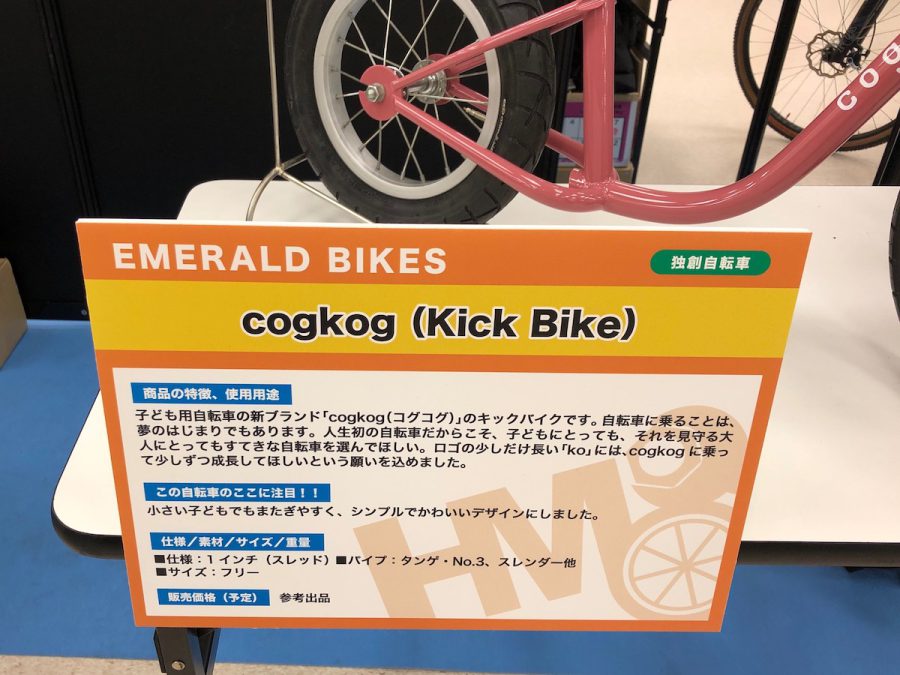 cog
EMERALD BIKES
独創自転車
cogkog (Kick Bike)
商品の特徴、使用用途
子ども用自転車の新ブランド「cogkog(コグコグ)」のキックバイクです。自転車に乗ることは、
夢のはじまりでもあります。人生初の自転車だからこそ、子どもにとっても、それを見守る大
人にとってもすてきな自転車を選んでほしい。ロゴの少しだけ長い「ko」には、cogkog に乗っ
て少しずつ成長してほしいという願いを込めました。
この自転車のここに注目！！
小さい子どもでもまたぎやすく、シンプルでかわいいデザインにしました。
仕様／素材／サイズ／重量
■仕様：1 インチ（スレッド）■パイプ：タンゲ・No.3、スレンダー他
■サイズ：フリー
販売価格（予定） 参考出品
HM